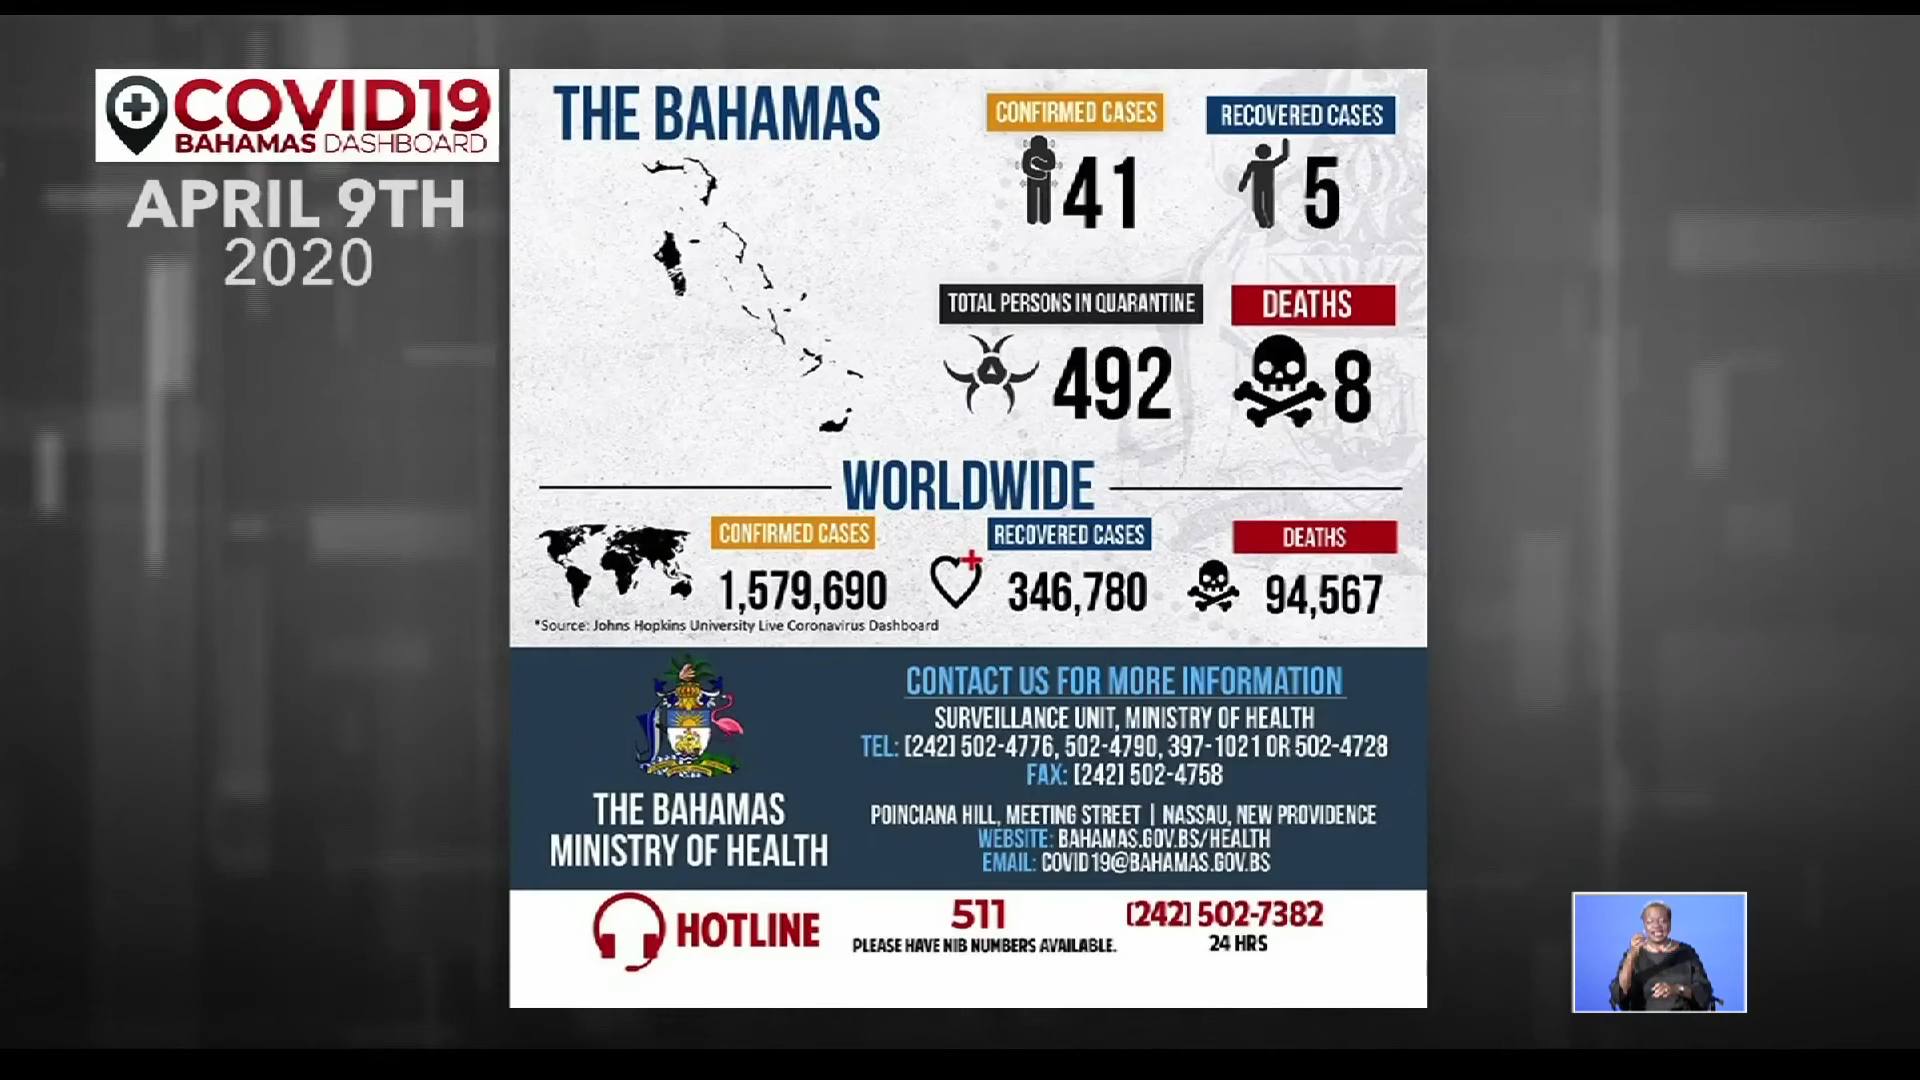 COVID19
BAHAMAS DASHBOARD
APRIL 9TH
2020
THE BAHAMAS
CONFIRMED CASES
41
RECOVERED CASES
5
TOTAL PERSONS IN QUARANTINE
492
DEATHS
8
WORLDWIDE
CONFIRMED CASES
1,579,690
RECOVERED CASES
346,780
DEATHS
94,567
*Source: Johns Hopkins University Live Coronavirus Dashboard
THE BAHAMAS
MINISTRY OF HEALTH
CONTACT US FOR MORE INFORMATION
SURVEILLANCE UNIT, MINISTRY OF HEALTH
TEL: (242) 502-4776, 502-4790, 397-1021 OR 502-4728
FAX: (242) 502-4758
POINCIANA HILL, MEETING STREET | NASSAU, NEW PROVIDENCE
WEBSITE: BAHAMAS.GOV.BS/HEALTH
EMAIL: COVID19@BAHAMAS.GOV.BS
HOTLINE
511
PLEASE HAVE NIB NUMBERS AVAILABLE.
(242) 502-7382
24 HRS